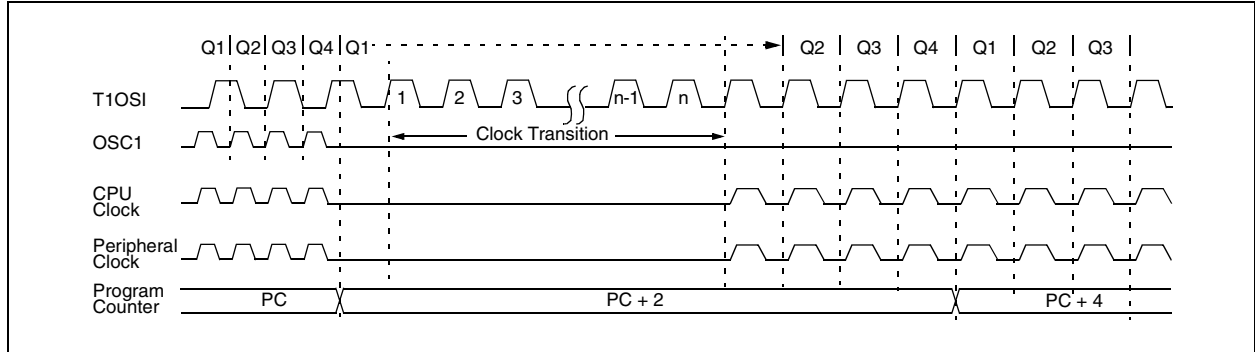 Q1 Q2 Q3 Q4 Q1 Q2 Q3 Q4 Q1 Q2 Q3
T1OSI 1 2 3 n-1 n
Clock Transition
OSC1
CPU
Clock
Peripheral
Clock
Program
Counter
PC PC + 2 PC + 4